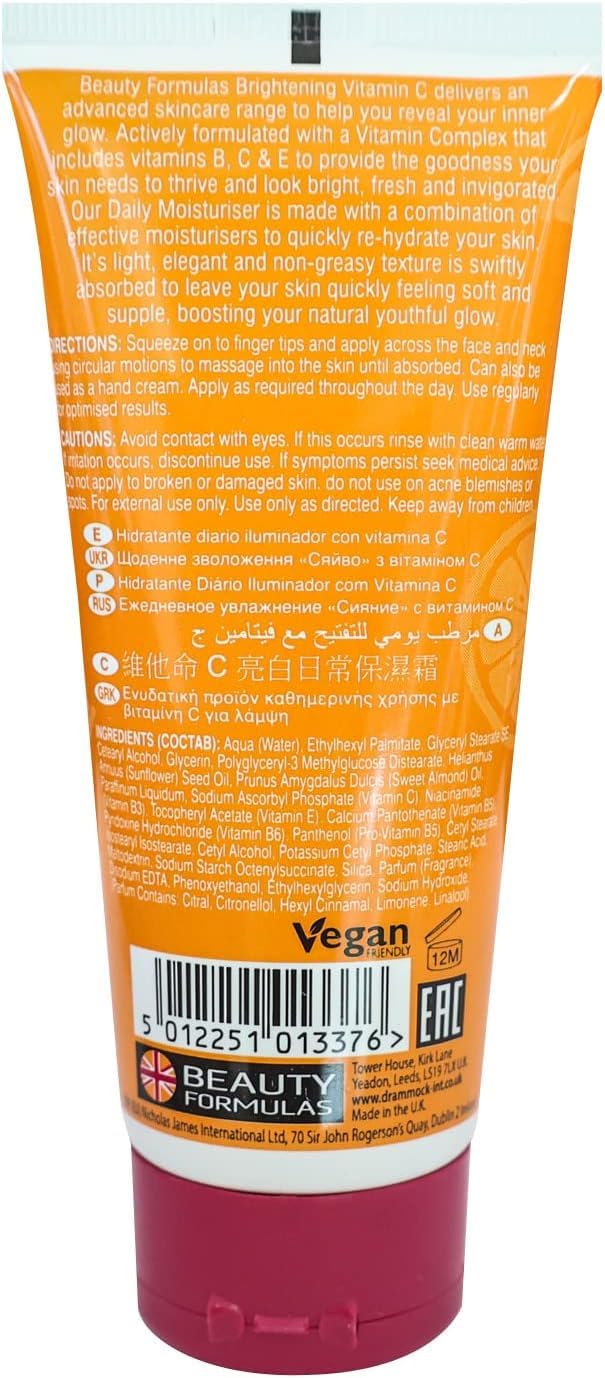 Beauty Formulas Brightening Vitamin C delivers an
advanced skincare range to help you reveal your inner
glow. Actively formulated with a Vitamin Complex that
includes vitamins B, C & E to provide the goodness your
skin needs to thrive and look bright, fresh and invigorated.
Our Daily Moisturiser is made with a combination of
effective moisturisers to quickly re-hydrate your skin.
It's light, elegant and non-greasy texture is swiftly
absorbed to leave your skin quickly feeling soft and
supple, boosting your natural youthful glow.
DIRECTIONS: Squeeze on to finger tips and apply across the face and neck
using circular motions to massage into the skin until absorbed. Can also be
used as a hand cream. Apply as required throughout the day. Use regularly
for optimised results.
CAUTIONS: Avoid contact with eyes. If this occurs rinse with clean warm water.
If irritation occurs, discontinue use. If symptoms persist seek medical advice.
Do not apply to broken or damaged skin. do not use on acne blemishes or
spots. For external use only. Use only as directed. Keep away from children.
E Hidratante diario iluminador con vitamina C
UKR Щоденне зволоження «Сяйво» з вітаміном С
P Hidratante Diário Iluminador com Vitamina C
RUS Ежедневное увлажнение «Сияние» с витамином С
A مرطب يومي للتفتيح مع فيتامين ج
C 維他命 C 亮白日常保濕霜
GRK Ενυδατική προϊόν καθημερινής χρήσης με
βιταμίνη C για λάμψη
INGREDIENTS (СОСТАВ): Aqua (Water), Ethylhexyl Palmitate, Glyceryl Stearate SE,
Cetearyl Alcohol, Glycerin, Polyglyceryl-3 Methylglucose Distearate, Helianthus
Annuus (Sunflower) Seed Oil, Prunus Amygdalus Dulcis (Sweet Almond) Oil,
Paraffinum Liquidum, Sodium Ascorbyl Phosphate (Vitamin C), Niacinamide
(Vitamin B3), Tocopheryl Acetate (Vitamin E), Calcium Pantothenate (Vitamin B5),
Pyridoxine Hydrochloride (Vitamin B6), Panthenol (Pro-Vitamin B5), Cetyl Stearate,
Isostearyl Isostearate, Cetyl Alcohol, Potassium Cetyl Phosphate, Stearic Acid,
Maltodextrin, Sodium Starch Octenylsuccinate, Silica, Parfum (Fragrance),
Disodium EDTA, Phenoxyethanol, Ethylhexylglycerin, Sodium Hydroxide,
(Parfum Contains: Citral, Citronellol, Hexyl Cinnamal, Limonene, Linalool)
Vegan
FRIENDLY
12M
5 012251 013376 >
EAC
BEAUTY
FORMULAS
Tower House, Kirk Lane
Yeadon, Leeds, LS19 7LX U.K.
www.drammock-int.co.uk
Made in the U.K.
Nicholas James International Ltd, 70 Sir John Rogerson's Quay, Dublin 2